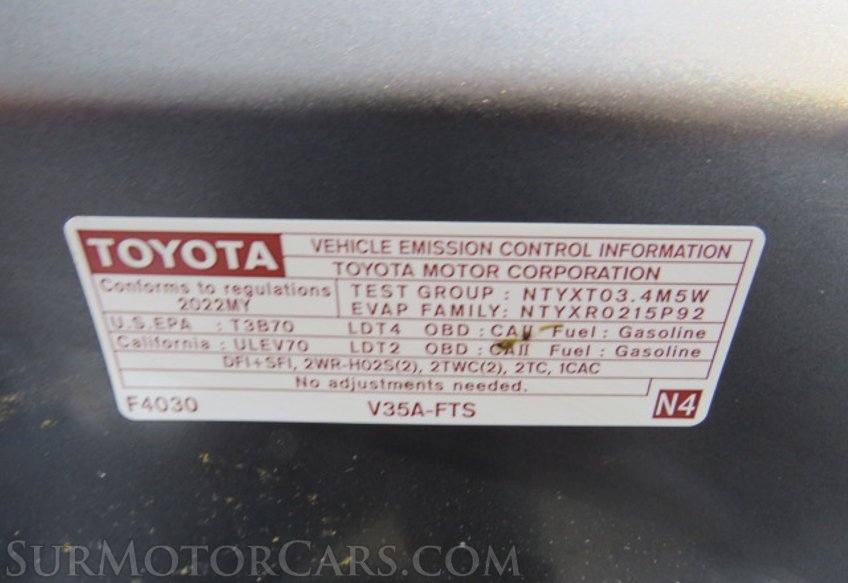 TOYOTA
VEHICLE EMISSION CONTROL INFORMATION
TOYOTA MOTOR CORPORATION
Conforms to regulations
2022MY
TEST GROUP : NTYXT03.4M5W
EVAP FAMILY: NTYXR0215P92
U.S.EPA : T3B70 LDT4 OBD : CAII Fuel : Gasoline
California : ULEV70 LDT2 OBD : CAII Fuel : Gasoline
DFI+SFI, 2WR-HO2S(2), 2TWC(2), 2TC, 1CAC
No adjustments needed.
F4030 V35A-FTS N4
SurMotorCars.com